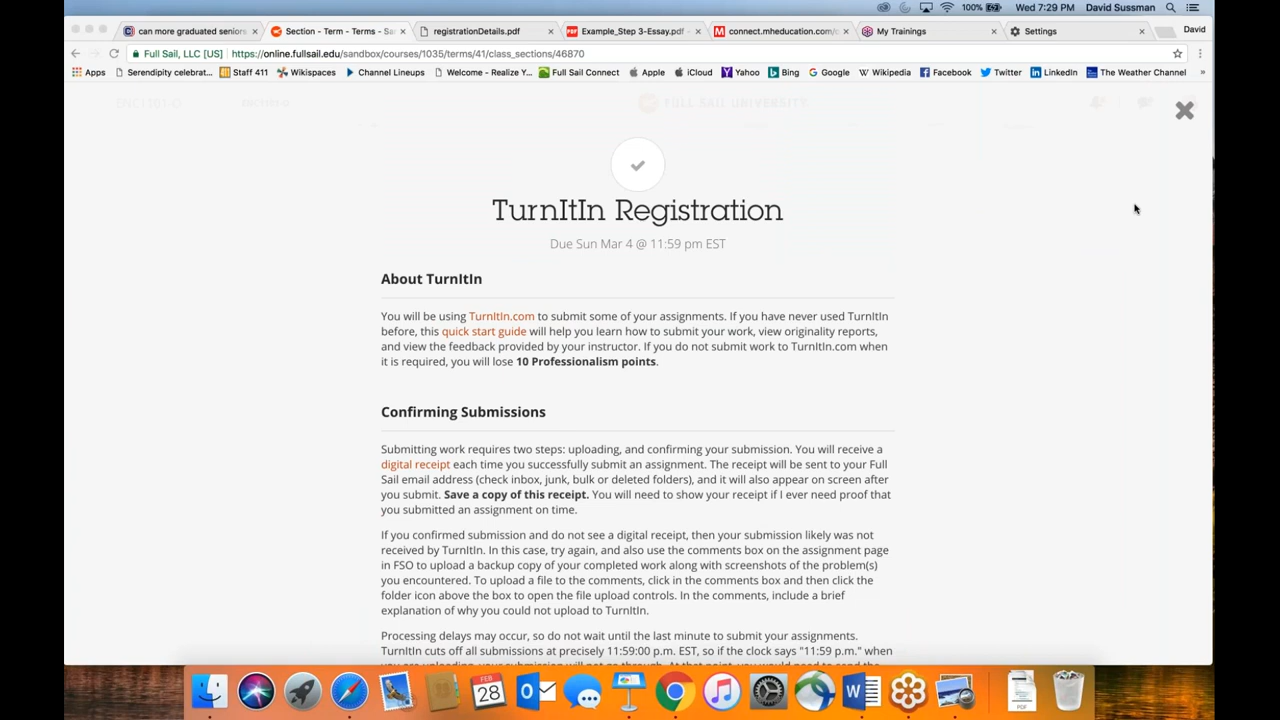 100%
Wed 7:29 PM
David Sussman
can more graduated seniors
Section - Term - Terms - Sa
registrationDetails.pdf
Example_Step 3-Essay.pdf
connect.mheducation.com/c
My Trainings
Settings
David
Full Sail, LLC [US]
https://online.fullsail.edu/sandbox/courses/1035/terms/41/class_sections/46870
Apps
Serendipity celebrat...
Staff 411
Wikispaces
Channel Lineups
Welcome - Realize Y...
Full Sail Connect
Apple
iCloud
Yahoo
Bing
Google
Wikipedia
Facebook
Twitter
LinkedIn
The Weather Channel
»
FULL SAIL UNIVERSITY
TurnItIn Registration
Due Sun Mar 4 @ 11:59 pm EST
About TurnItIn
You will be using TurnItIn.com to submit some of your assignments. If you have never used TurnItIn
before, this quick start guide will help you learn how to submit your work, view originality reports,
and view the feedback provided by your instructor. If you do not submit work to TurnItIn.com when
it is required, you will lose 10 Professionalism points.
Confirming Submissions
Submitting work requires two steps: uploading, and confirming your submission. You will receive a
digital receipt each time you successfully submit an assignment. The receipt will be sent to your Full
Sail email address (check inbox, junk, bulk or deleted folders), and it will also appear on screen after
you submit. Save a copy of this receipt. You will need to show your receipt if I ever need proof that
you submitted an assignment on time.
If you confirmed submission and do not see a digital receipt, then your submission likely was not
received by TurnItIn. In this case, try again, and also use the comments box on the assignment page
in FSO to upload a backup copy of your completed work along with screenshots of the problem(s)
you encountered. To upload a file to the comments, click in the comments box and then click the
folder icon above the box to open the file upload controls. In the comments, include a brief
explanation of why you could not upload to TurnItIn.
Processing delays may occur, so do not wait until the last minute to submit your assignments.
TurnItIn cuts off all submissions at precisely 11:59:00 p.m. EST, so if the clock says "11:59 p.m." when
FEB
28
PDF